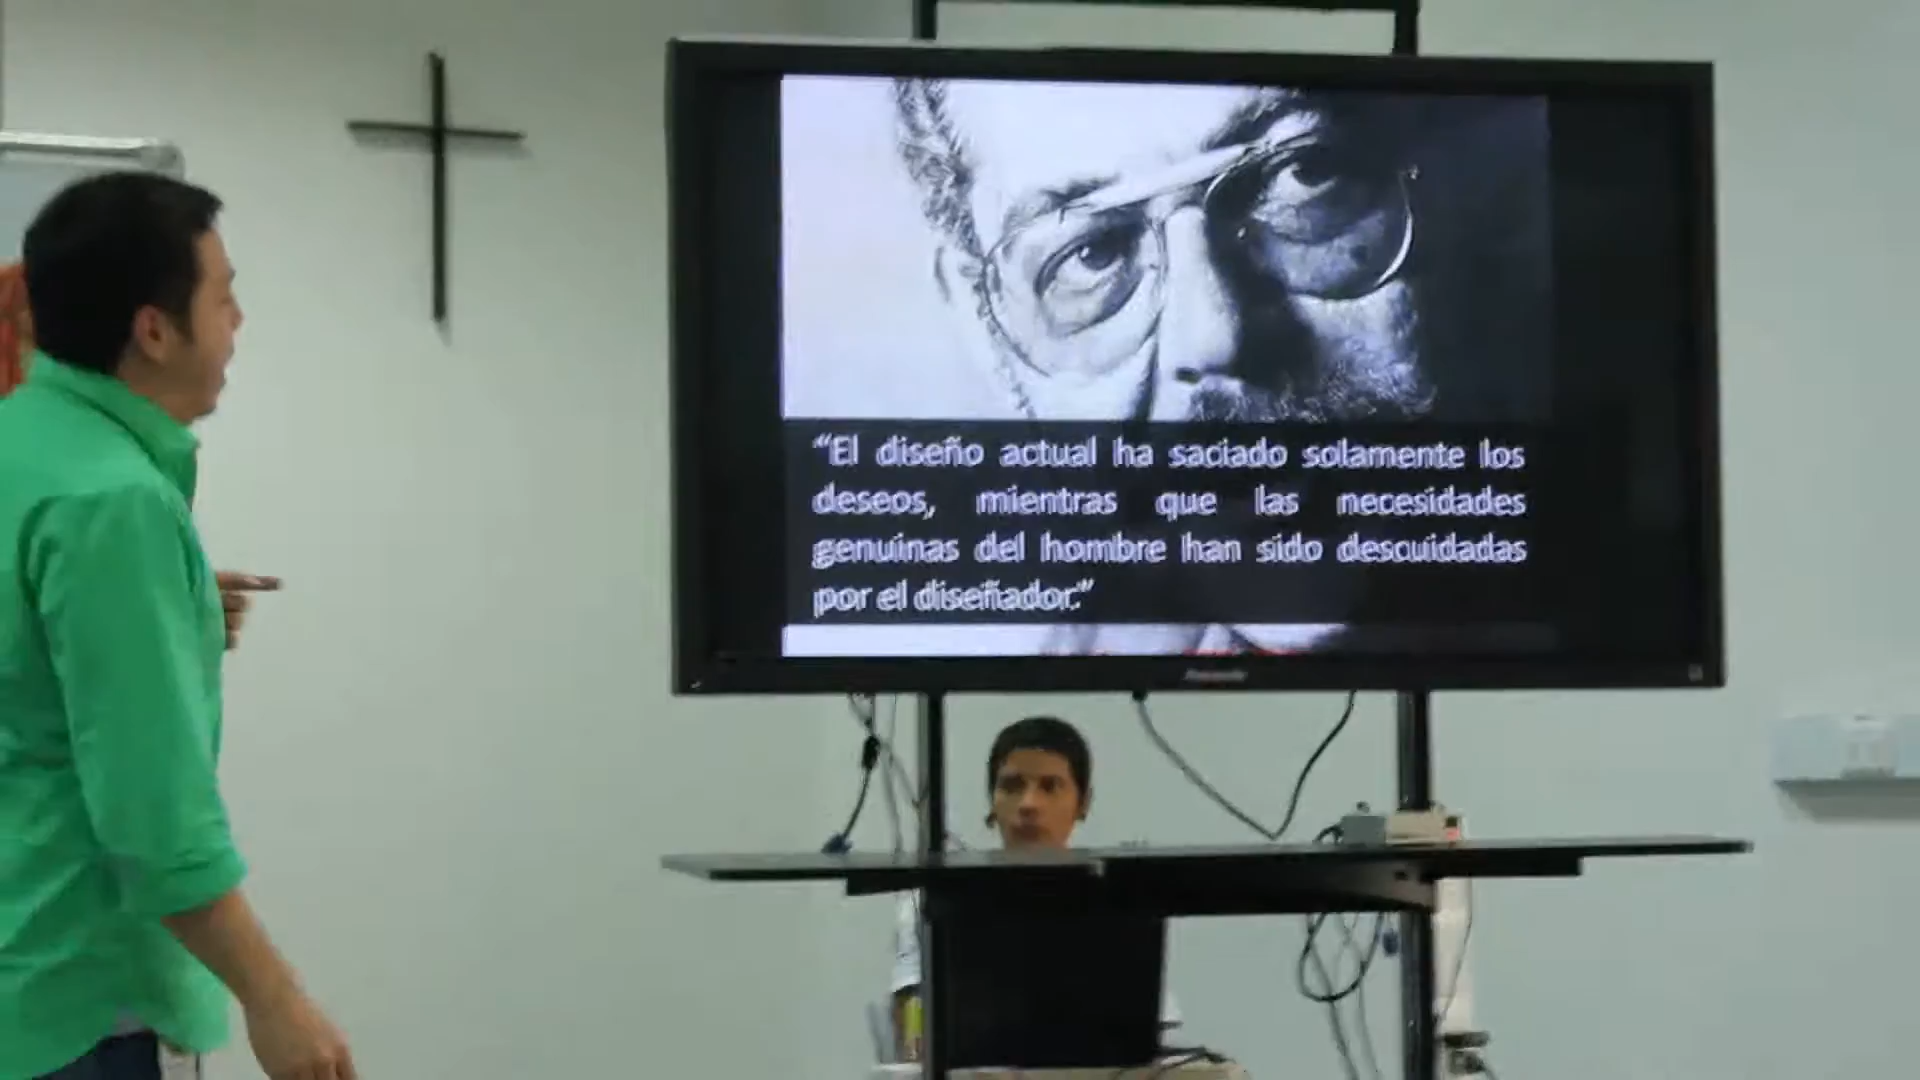 “El diseño actual ha saciado solamente los
deseos, mientras que las necesidades
genuinas del hombre han sido descuidadas
por el diseñador.”
Panasonic